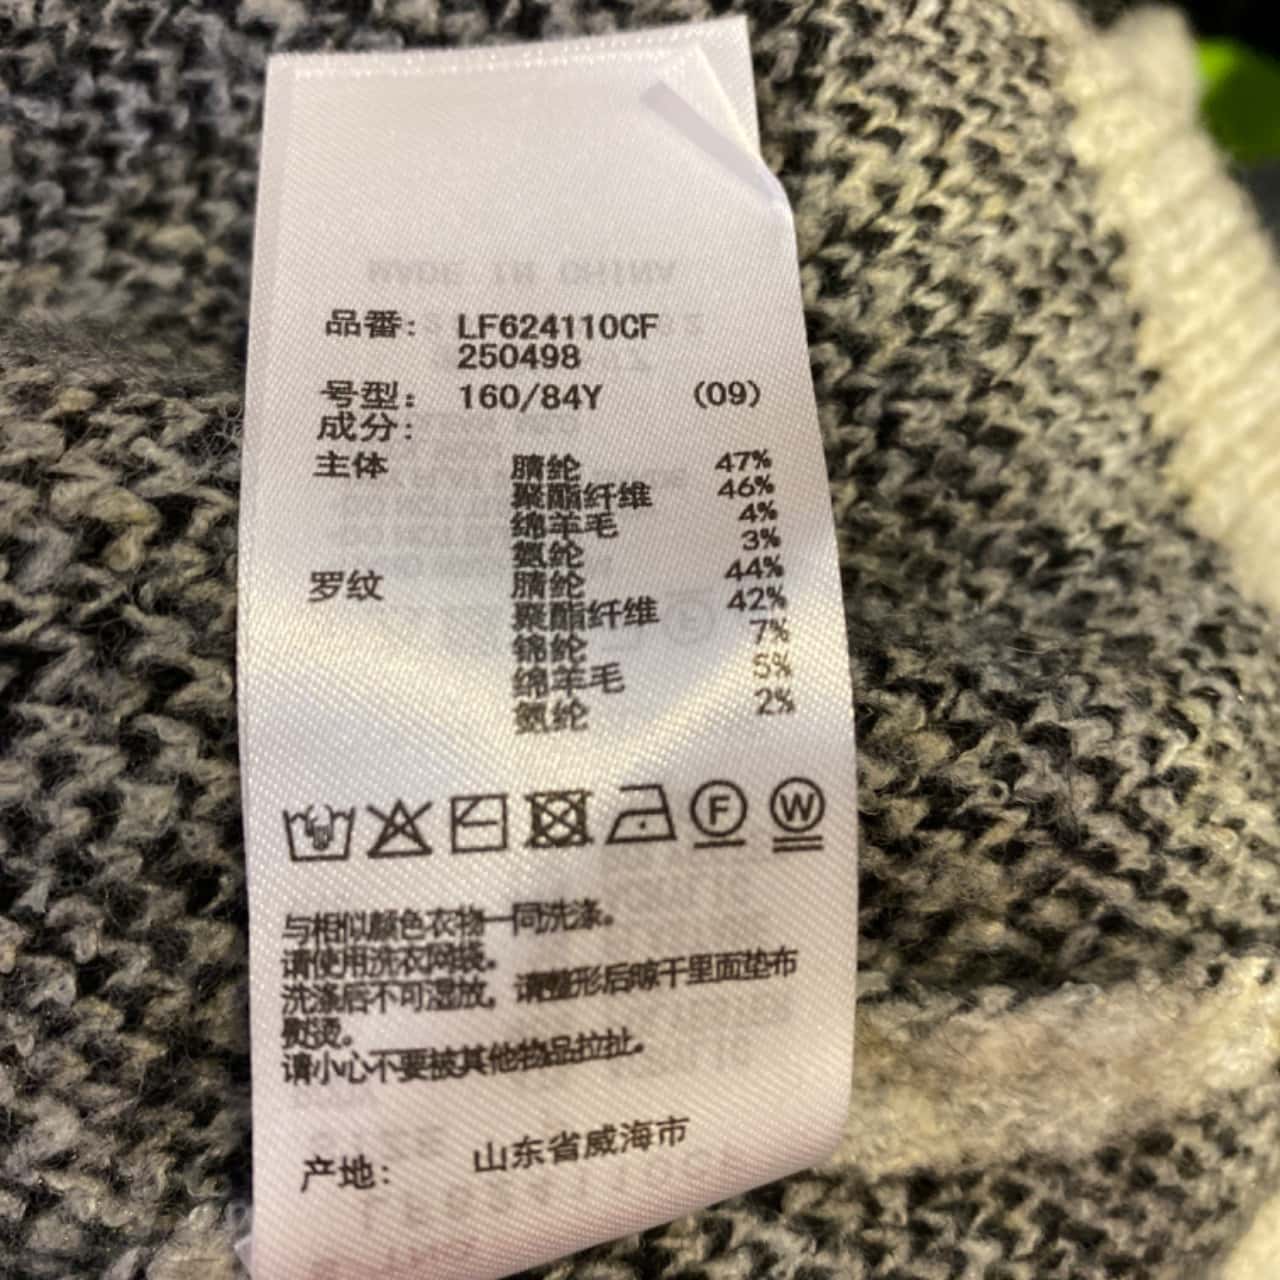 品番： LF624110CF
250498
号型： 160/84Y (09)
成分：
主体 腈纶 47%
聚酯纤维 46%
绵羊毛 4%
氨纶 3%
罗纹 腈纶 44%
聚酯纤维 42%
锦纶 7%
绵羊毛 5%
氨纶 2%
F W
与相似颜色衣物一同洗涤。
请使用洗衣网袋。
洗涤后不可湿放，请整形后晾干里面垫布
熨烫。
请小心不要被其他物品拉扯。
产地： 山东省威海市